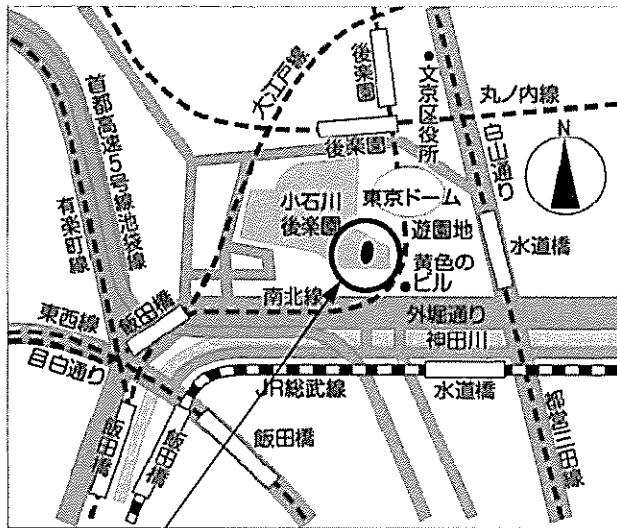 後楽園
文京区役所
大江戸線
丸ノ内線
後楽園
白山通り
N
首都高速5号線池袋線
有楽町線
小石川
後楽園
東京ドーム
遊園地
黄色の
ビル
水道橋
南北線
外堀通り
神田川
飯田橋
東西線
目白通り
JR総武線
水道橋
飯田橋
飯田橋
飯田橋
都営三田線